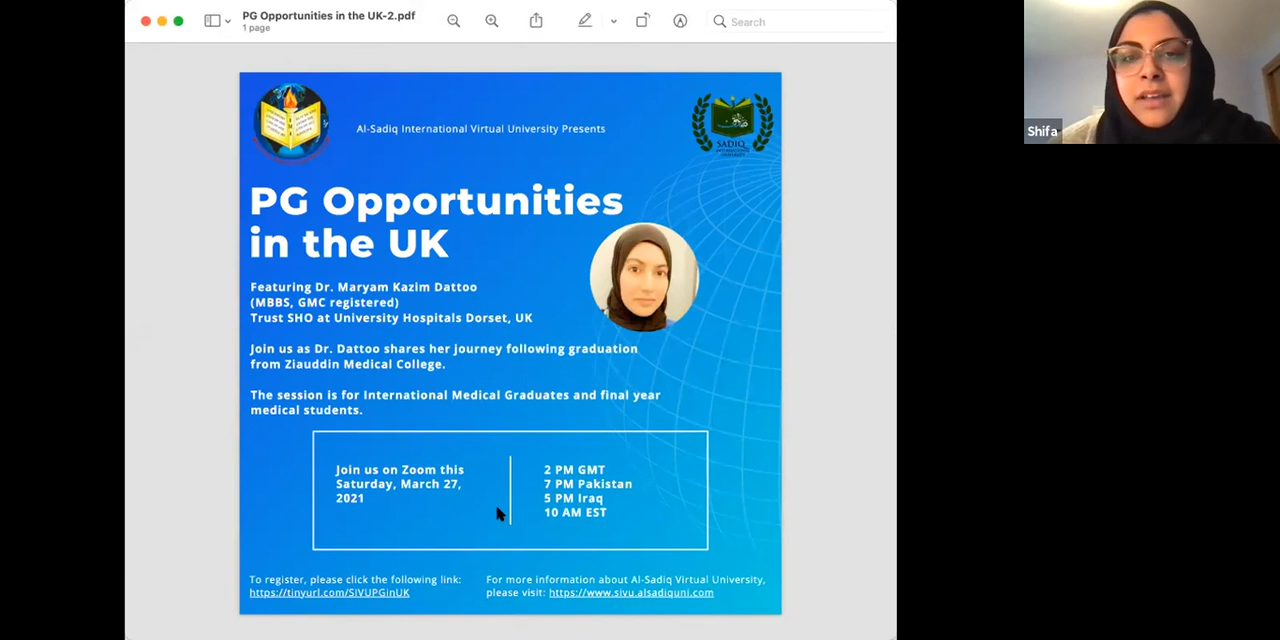 PG Opportunities in the UK-2.pdf
1 page
Search
Shifa
Al-Sadiq International Virtual University Presents
SADIQ
PG Opportunities
in the UK
Featuring Dr. Maryam Kazim Dattoo
(MBBS, GMC registered)
Trust SHO at University Hospitals Dorset, UK
Join us as Dr. Dattoo shares her journey following graduation
from Ziauddin Medical College.
The session is for International Medical Graduates and final year
medical students.
Join us on Zoom this
Saturday, March 27,
2021
2 PM GMT
7 PM Pakistan
5 PM Iraq
10 AM EST
To register, please click the following link:
https://tinyurl.com/SIVUPGinUK
For more information about Al-Sadiq Virtual University,
please visit: https://www.sivu.alsadiquni.com